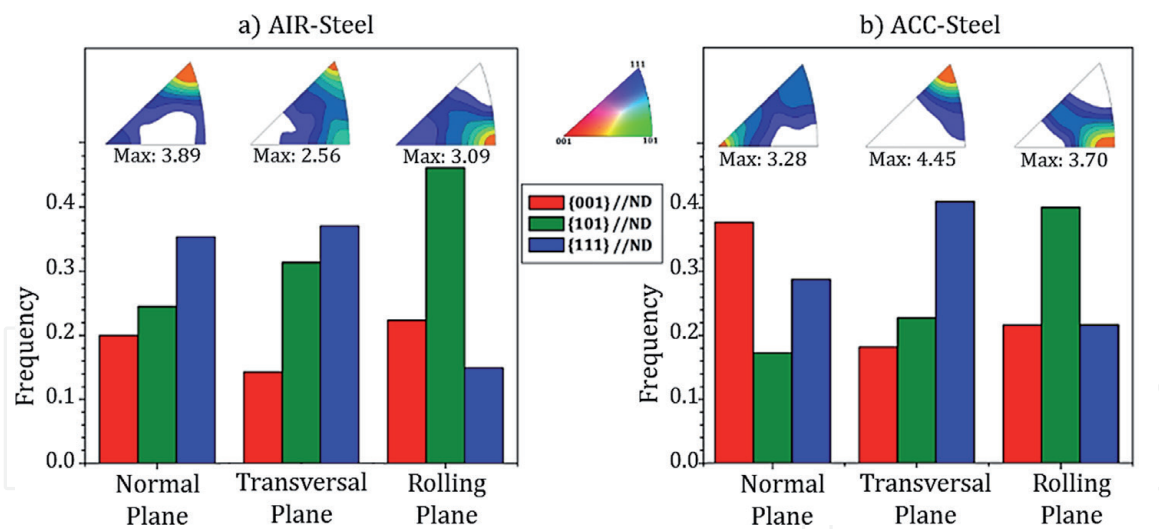 a) AIR-Steel
Max: 3.89
Max: 2.56
Max: 3.09
Frequency
0.4
0.3
0.2
0.1
0.0
Normal
Plane
Transversal
Plane
Rolling
Plane
111
001
101
{001}//ND
{101}//ND
{111}//ND
b) ACC-Steel
Max: 3.28
Max: 4.45
Max: 3.70
Frequency
0.4
0.3
0.2
0.1
0.0
Normal
Plane
Transversal
Plane
Rolling
Plane